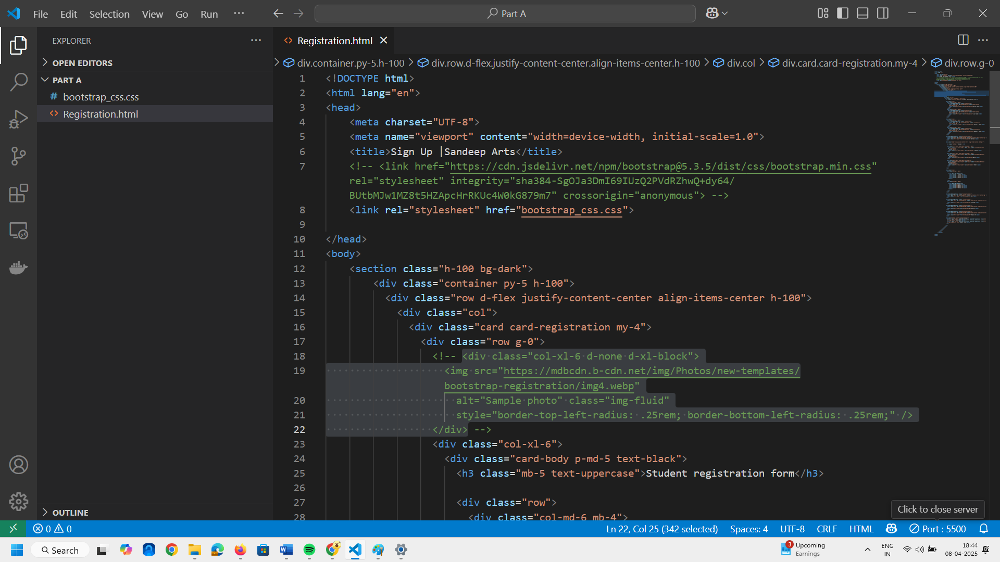 File Edit Selection View Go Run ···
Part A
EXPLORER
OPEN EDITORS
PART A
# bootstrap_css.css
<> Registration.html
OUTLINE
<> Registration.html ×
div.container.py-5.h-100 > div.row.d-flex.justify-content-center.align-items-center.h-100 > div.col > div.card.card-registration.my-4 > div.row.g-0
1 <!DOCTYPE html>
2 <html lang="en">
3 <head>
4 <meta charset="UTF-8">
5 <meta name="viewport" content="width=device-width, initial-scale=1.0">
6 <title>Sign Up |Sandeep Arts</title>
7 <!-- <link href="https://cdn.jsdelivr.net/npm/bootstrap@5.3.5/dist/css/bootstrap.min.css"
rel="stylesheet" integrity="sha384-SgOJa3DmI69IUzQ2PVdRZhwQ+dy64/
BUtbMJw1MZ8t5HZApcHrRKUc4W0kG879m7" crossorigin="anonymous"> -->
8 <link rel="stylesheet" href="bootstrap_css.css">
9
10 </head>
11 <body>
12 <section class="h-100 bg-dark">
13 <div class="container py-5 h-100">
14 <div class="row d-flex justify-content-center align-items-center h-100">
15 <div class="col">
16 <div class="card card-registration my-4">
17 <div class="row g-0">
18 <!-- <div class="col-xl-6 d-none d-xl-block">
19 <img src="https://mdbcdn.b-cdn.net/img/Photos/new-templates/
bootstrap-registration/img4.webp"
20 alt="Sample photo" class="img-fluid"
21 style="border-top-left-radius: .25rem; border-bottom-left-radius: .25rem;" />
22 </div> -->
23 <div class="col-xl-6">
24 <div class="card-body p-md-5 text-black">
25 <h3 class="mb-5 text-uppercase">Student registration form</h3>
26
27 <div class="row">
28 <div class="col-md-6 mb-4">
Click to close server
0 0
Ln 22, Col 25 (342 selected) Spaces: 4 UTF-8 CRLF HTML Port : 5500
Search
3 Upcoming
Earnings
ENG
IN
18:44
08-04-2025